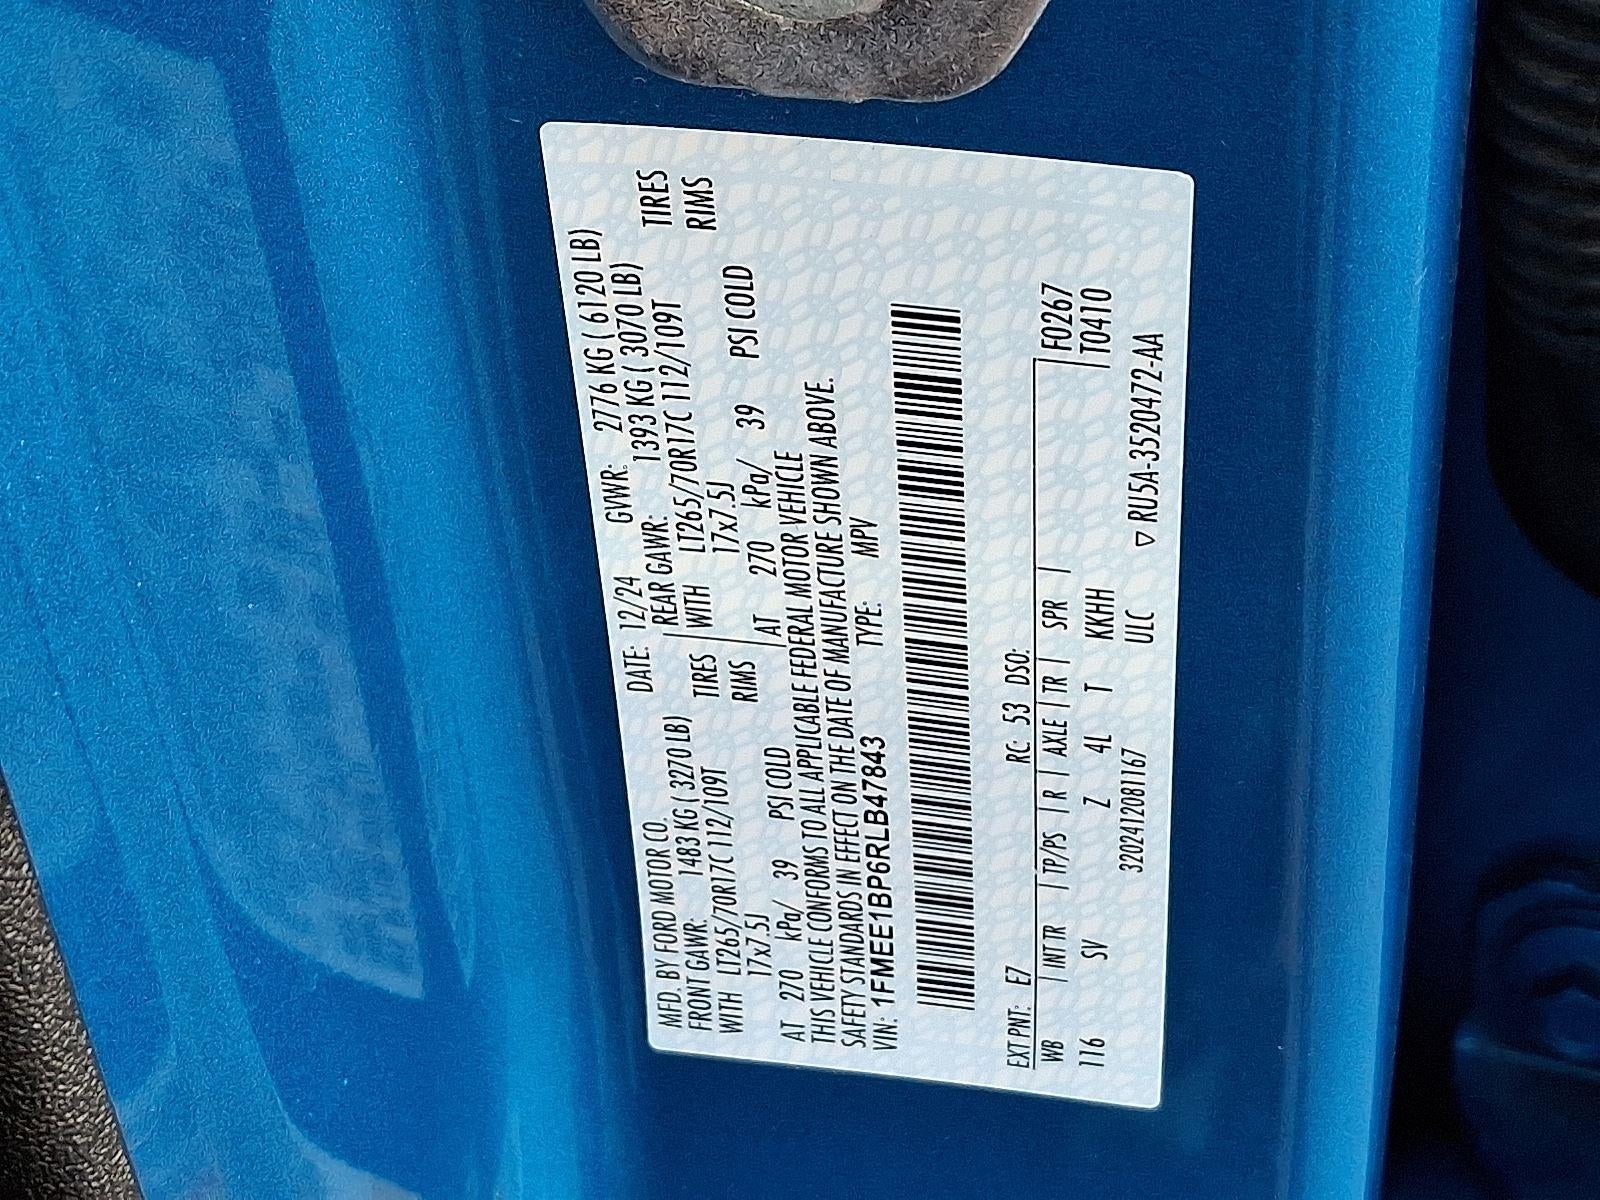 MFD. BY FORD MOTOR CO. DATE: 12/24 GVWR: 2776 KG ( 6120 LB)
FRONT GAWR: 1483 KG ( 3270 LB) REAR GAWR: 1393 KG ( 3070 LB)
WITH LT265/70R17C 112/109T TIRES WITH LT265/70R17C 112/109T TIRES
17x7.5J RIMS 17x7.5J RIMS
AT 270 kPa/ 39 PSI COLD AT 270 kPa/ 39 PSI COLD
THIS VEHICLE CONFORMS TO ALL APPLICABLE FEDERAL MOTOR VEHICLE
SAFETY STANDARDS IN EFFECT ON THE DATE OF MANUFACTURE SHOWN ABOVE.
VIN: 1FMEE1BP6RLB47843 TYPE: MPV
EXT PNT: E7 RC: 53 DSO:
WB | INT TR | TP/PS | R | AXLE | TR | SPR | F0267
116 SV Z 4L T KKHH T0410
3202412081167 ULC ▽ RU5A-3520472-AA